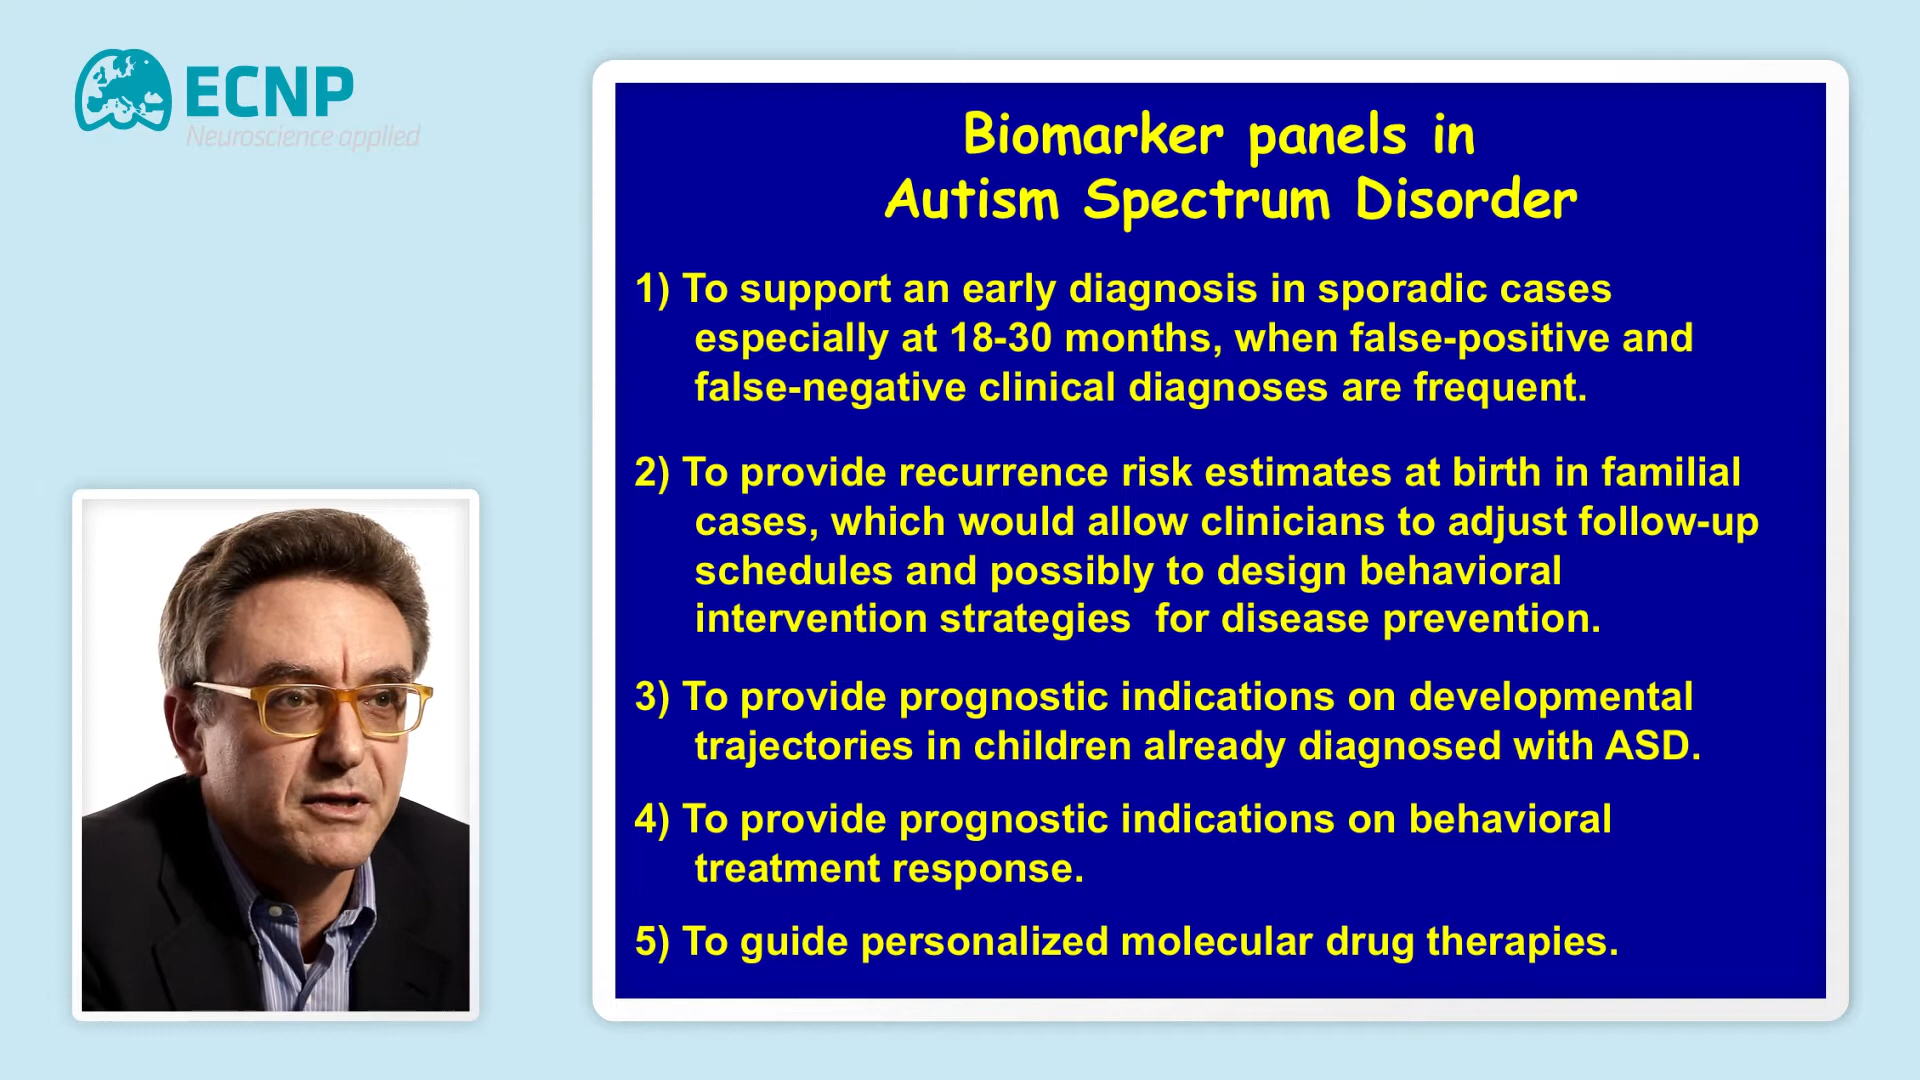 ECNP
Neuroscience applied
Biomarker panels in
Autism Spectrum Disorder
1) To support an early diagnosis in sporadic cases
especially at 18-30 months, when false-positive and
false-negative clinical diagnoses are frequent.
2) To provide recurrence risk estimates at birth in familial
cases, which would allow clinicians to adjust follow-up
schedules and possibly to design behavioral
intervention strategies  for disease prevention.
3) To provide prognostic indications on developmental
trajectories in children already diagnosed with ASD.
4) To provide prognostic indications on behavioral
treatment response.
5) To guide personalized molecular drug therapies.